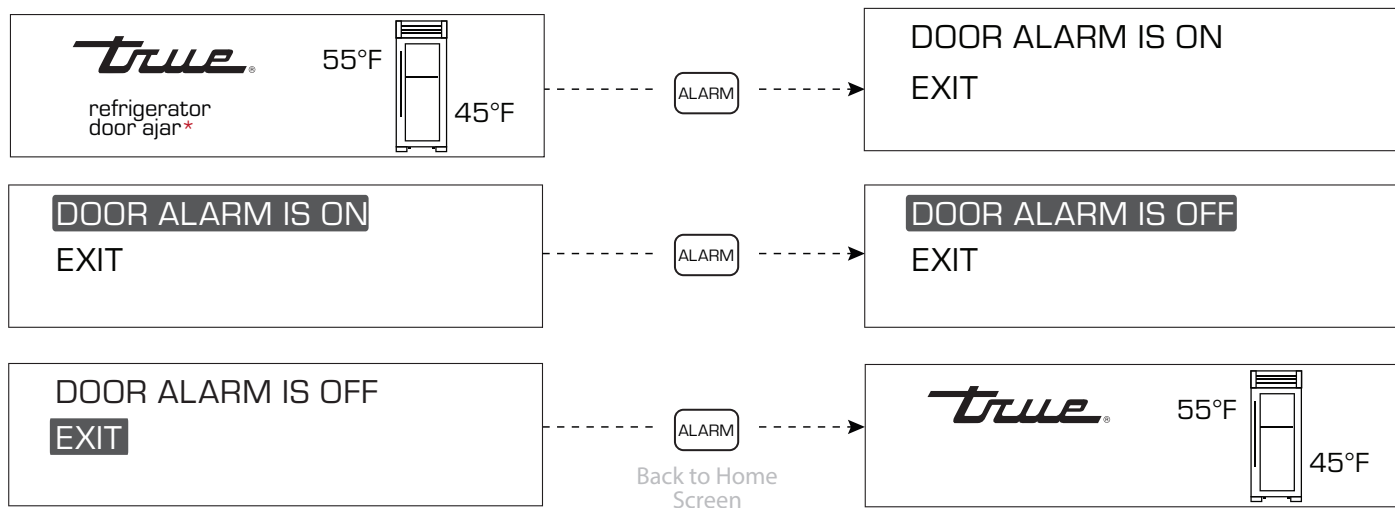 true®
55°F
refrigerator
door ajar*
45°F
ALARM
DOOR ALARM IS ON
EXIT
DOOR ALARM IS ON
EXIT
ALARM
DOOR ALARM IS OFF
EXIT
DOOR ALARM IS OFF
EXIT
ALARM
Back to Home
Screen
true®
55°F
45°F